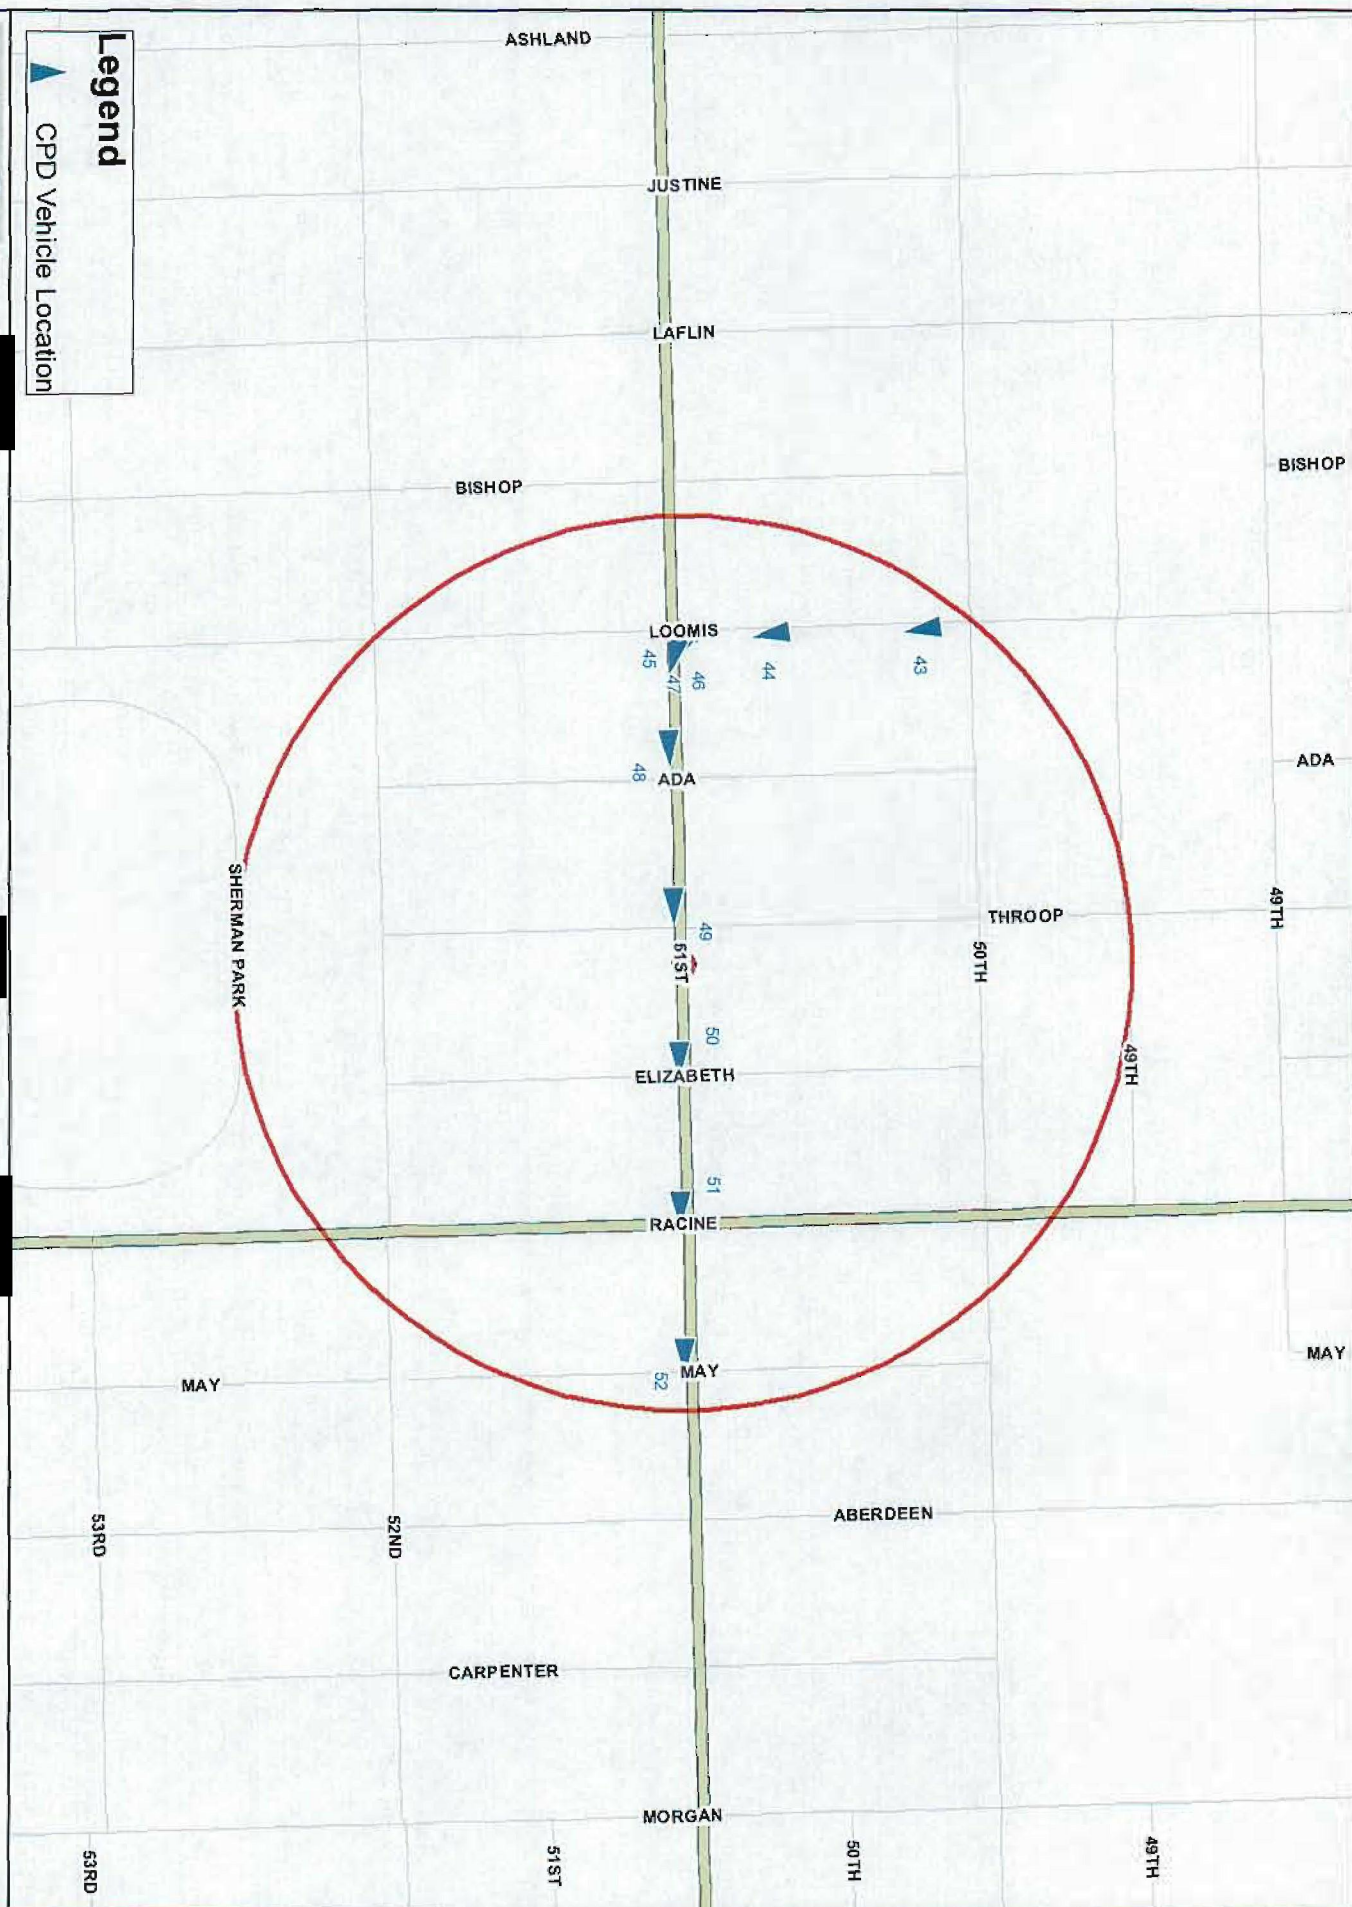 Legend
CPD Vehicle Location
ASHLAND
JUSTINE
LAFLIN
BISHOP
BISHOP
LOOMIS
43
44
45
46
47
48
ADA
ADA
49
51ST
THROOP
50TH
49TH
SHERMAN PARK
50
ELIZABETH
49TH
51
RACINE
52
MAY
MAY
MAY
ABERDEEN
53RD
52ND
CARPENTER
MORGAN
53RD
51ST
50TH
49TH